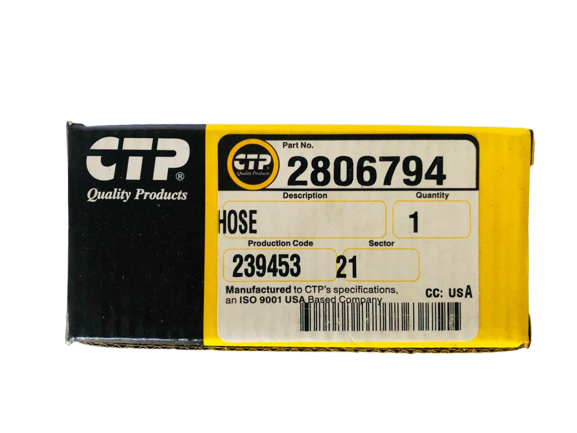 CTP®
Quality Products
CTP
Quality Products
Part No.
2806794
Description
Quantity
HOSE
1
Production Code
Sector
239453
21
Manufactured to CTP's specifications,
an ISO 9001 USA Based Company
CC: USA